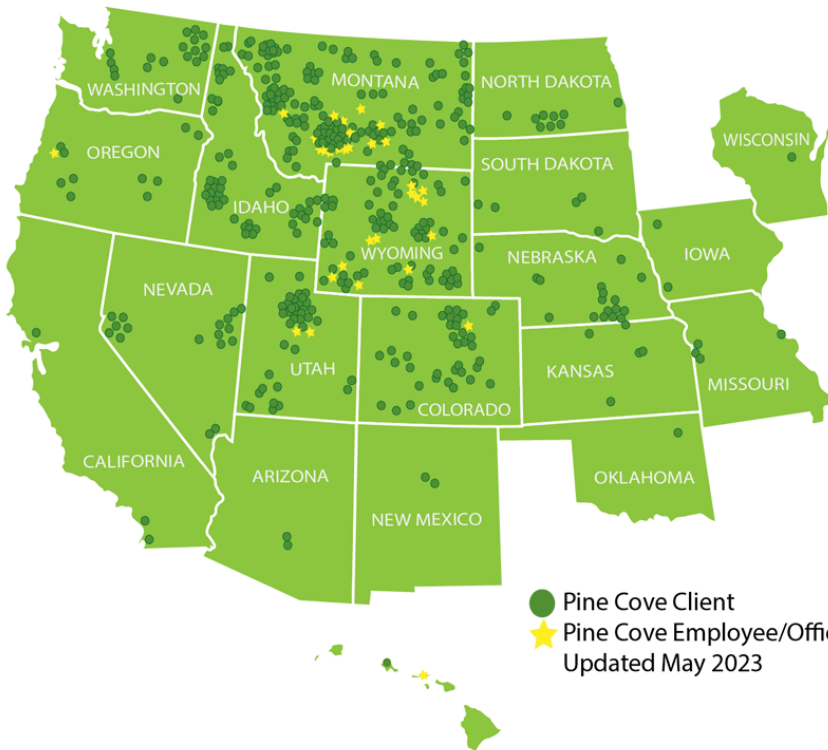 WASHINGTON
MONTANA
NORTH DAKOTA
WISCONSIN
OREGON
SOUTH DAKOTA
IDAHO
WYOMING
NEBRASKA
IOWA
NEVADA
UTAH
COLORADO
KANSAS
MISSOURI
CALIFORNIA
ARIZONA
NEW MEXICO
OKLAHOMA
Pine Cove Client
Pine Cove Employee/Offi
Updated May 2023